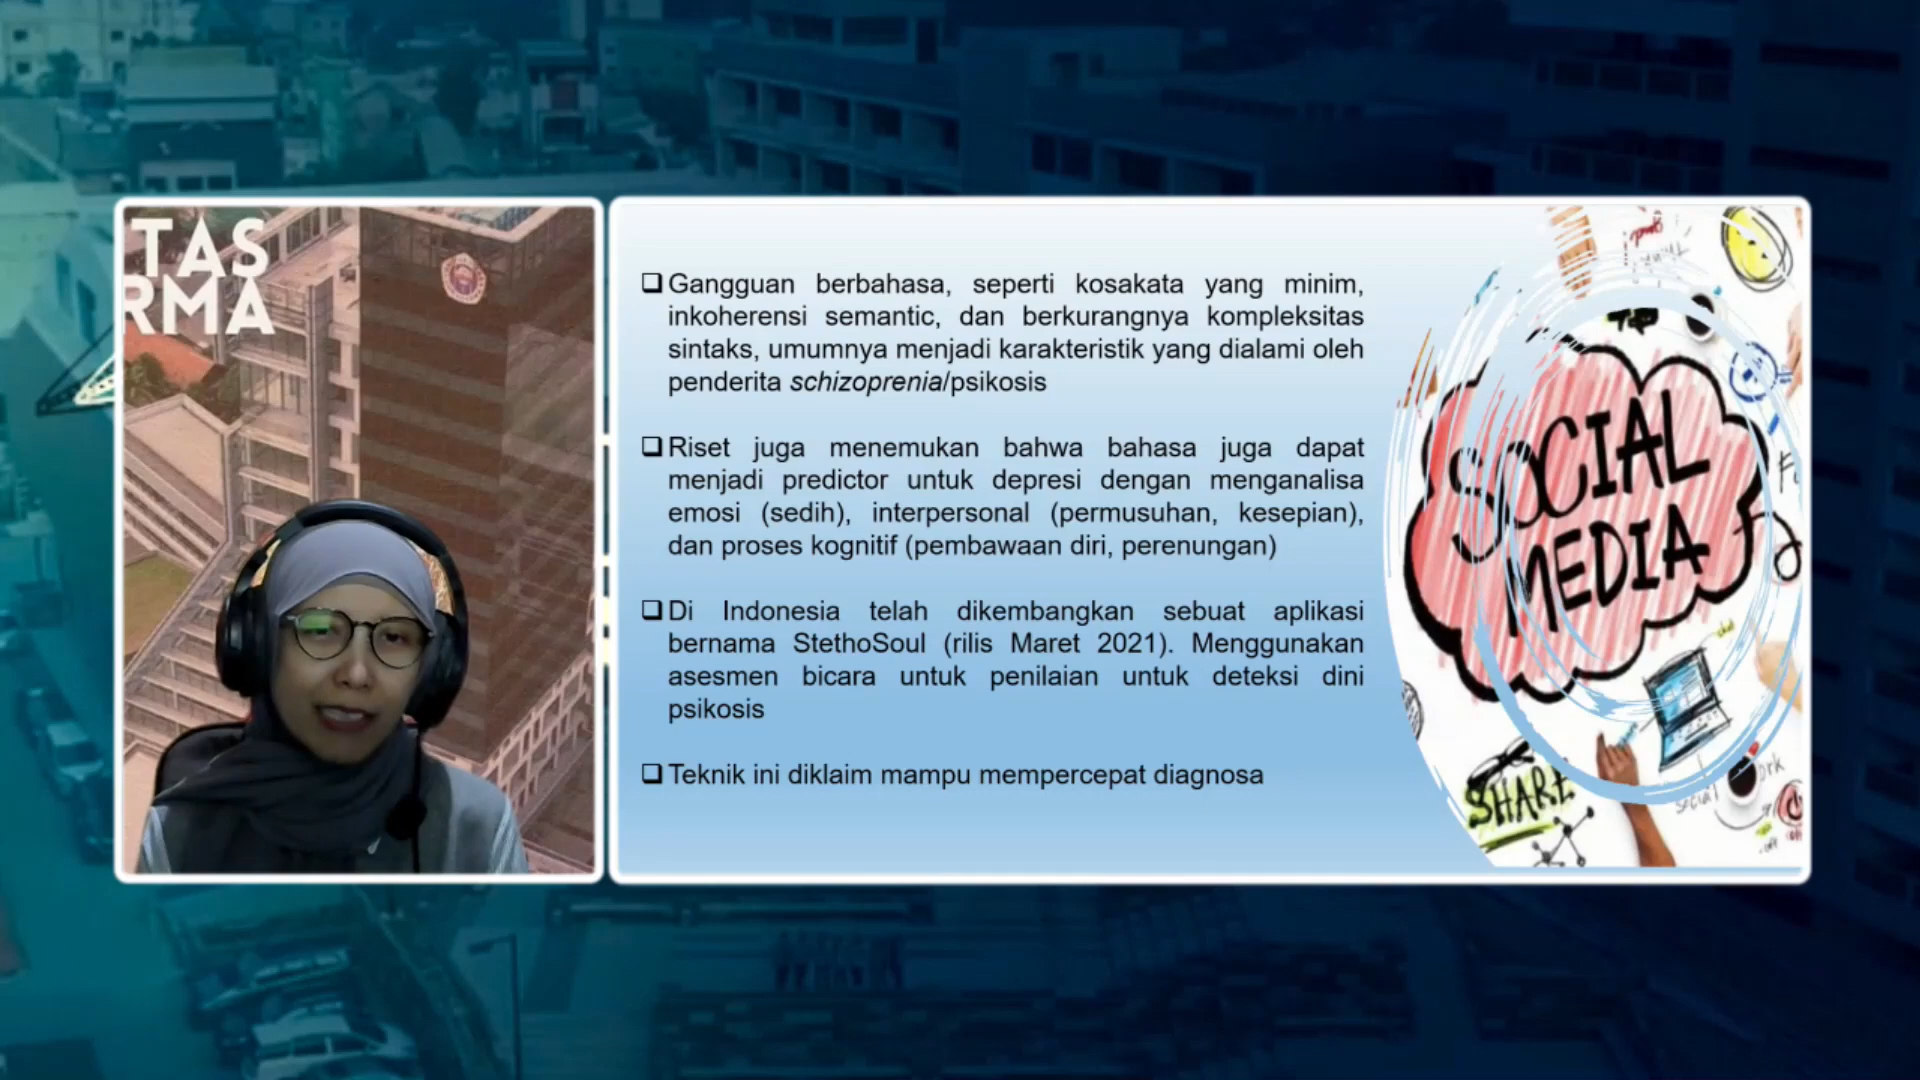 TAS
RMA
❑ Gangguan berbahasa, seperti kosakata yang minim,
inkoherensi semantic, dan berkurangnya kompleksitas
sintaks, umumnya menjadi karakteristik yang dialami oleh
penderita schizoprenia/psikosis
❑ Riset juga menemukan bahwa bahasa juga dapat
menjadi predictor untuk depresi dengan menganalisa
emosi (sedih), interpersonal (permusuhan, kesepian),
dan proses kognitif (pembawaan diri, perenungan)
❑ Di Indonesia telah dikembangkan sebuah aplikasi
bernama StethoSoul (rilis Maret 2021). Menggunakan
asesmen bicara untuk penilaian untuk deteksi dini
psikosis
❑ Teknik ini diklaim mampu mempercepat diagnosa
SOCIAL
MEDIA
SHARE
social